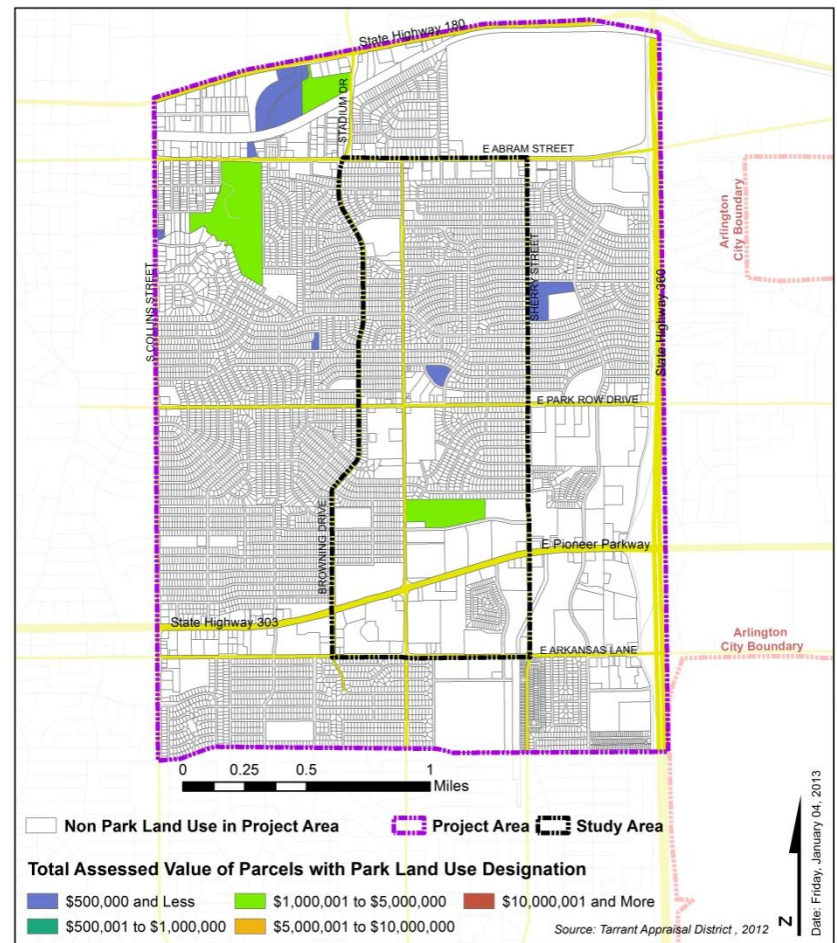 State Highway 180
STADIUM DR
E ABRAM STREET
Arlington
City Boundary
S COLLINS STREET
SHERRY STREET
State Highway 360
E PARK ROW DRIVE
BROWNING DRIVE
E Pioneer Parkway
State Highway 303
E ARKANSAS LANE
Arlington
City Boundary
0 0.25 0.5 1
Miles
Non Park Land Use in Project Area Project Area Study Area
Total Assessed Value of Parcels with Park Land Use Designation
$500,000 and Less $1,000,001 to $5,000,000 $10,000,001 and More
$500,001 to $1,000,000 $5,000,001 to $10,000,000
Source: Tarrant Appraisal District , 2012
N
Date: Friday, January 04, 2013